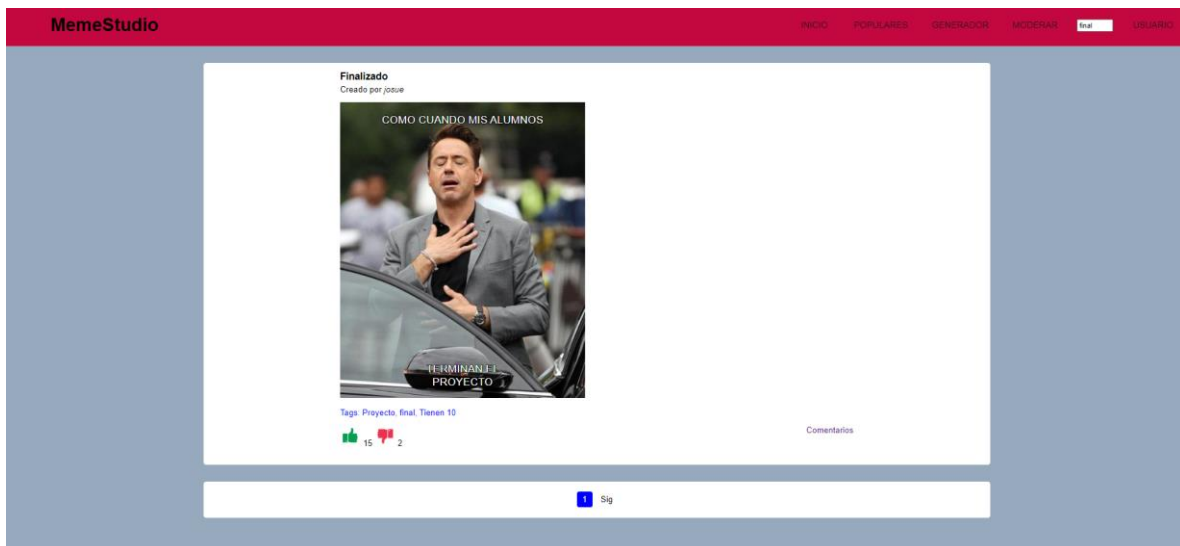 MemeStudio
INICIO POPULARES GENERADOR MODERAR final USUARIO
Finalizado
Creado por josue
COMO CUANDO MIS ALUMNOS
TERMINAN EL
PROYECTO
Tags: Proyecto, final, Tienen 10
15 2 Comentarios
1 Sig